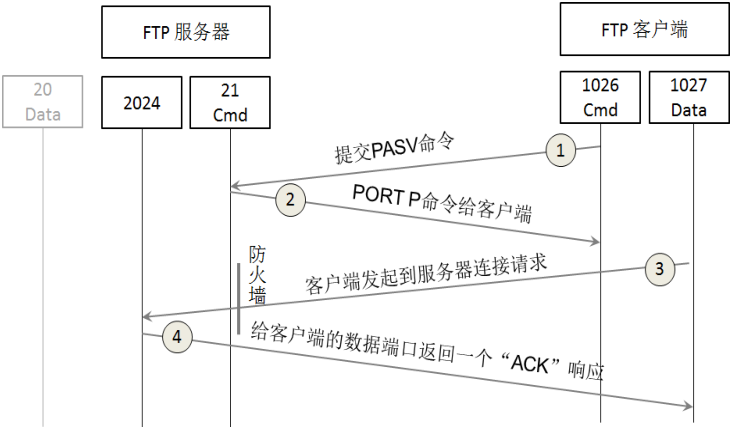 FTP 服务器
FTP 客户端
20
Data
2024
21
Cmd
1026
Cmd
1027
Data
提交PASV命令
1
2
PORT P命令给客户端
防火墙
客户端发起到服务器连接请求
3
4
给客户端的数据端口返回一个“ACK”响应